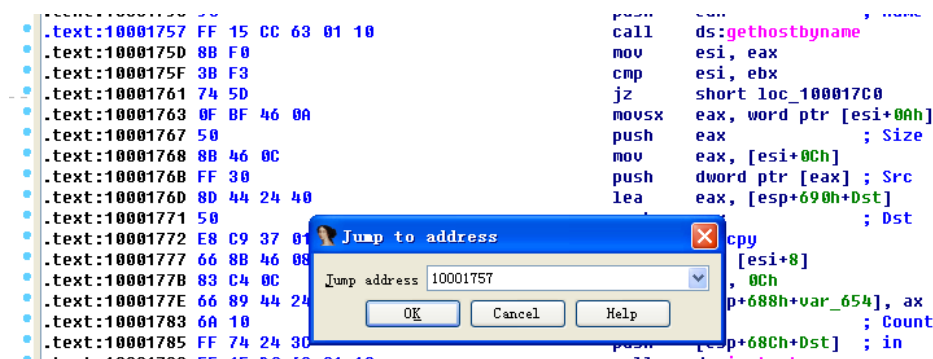 .text:10001757 FF 15 CC 63 01 10 call ds:gethostbyname
.text:1000175D 8B F0 mov esi, eax
.text:1000175F 3B F3 cmp esi, ebx
.text:10001761 74 5D jz short loc_100017C0
.text:10001763 0F BF 46 0A movsx eax, word ptr [esi+0Ah]
.text:10001767 50 push eax ; Size
.text:10001768 8B 46 0C mov eax, [esi+0Ch]
.text:1000176B FF 30 push dword ptr [eax] ; Src
.text:1000176D 8D 44 24 40 lea eax, [esp+690h+Dst]
.text:10001771 50 ; Dst
.text:10001772 E8 C9 37 01 cpy
.text:10001777 66 8B 46 08 [esi+8]
.text:1000177B 83 C4 0C , 0Ch
.text:1000177E 66 89 44 24 p+688h+var_654], ax
.text:10001783 6A 10 ; Count
.text:10001785 FF 74 24 3C push [esp+68Ch+Dst] ; in
Jump to address
Jump address 10001757
OK Cancel Help